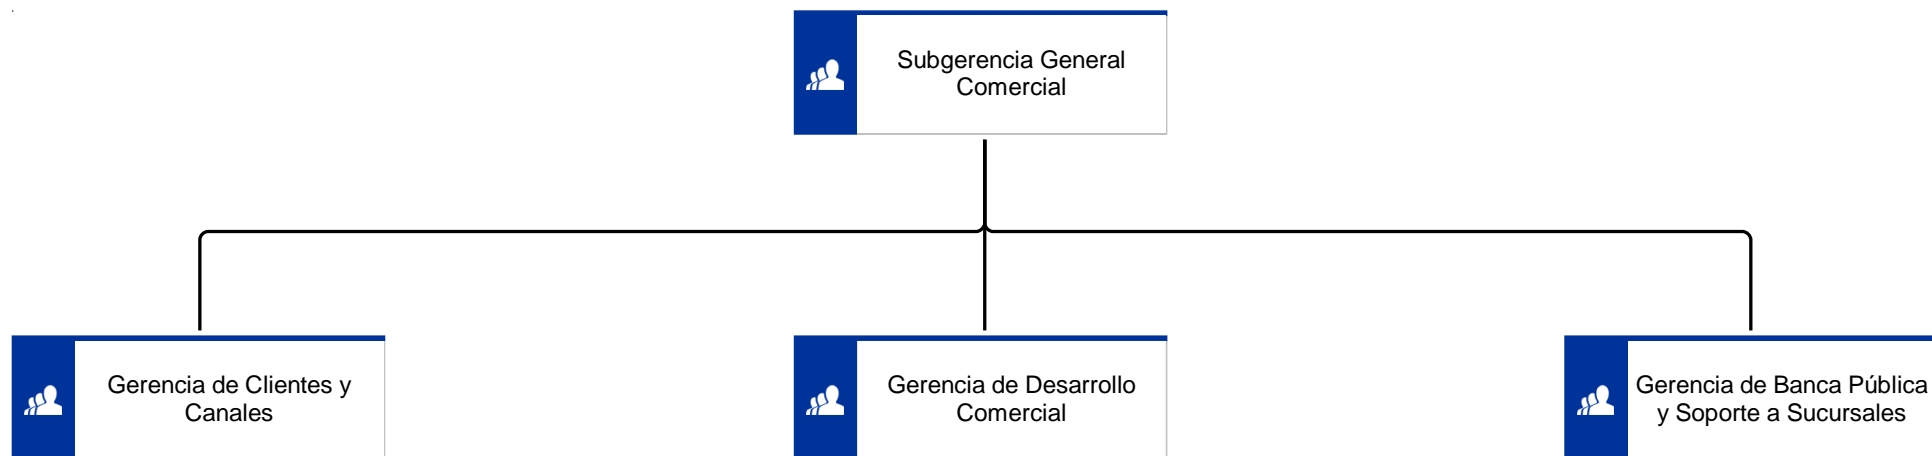 Subgerencia General
Comercial
Gerencia de Clientes y
Canales
Gerencia de Desarrollo
Comercial
Gerencia de Banca Pública
y Soporte a Sucursales